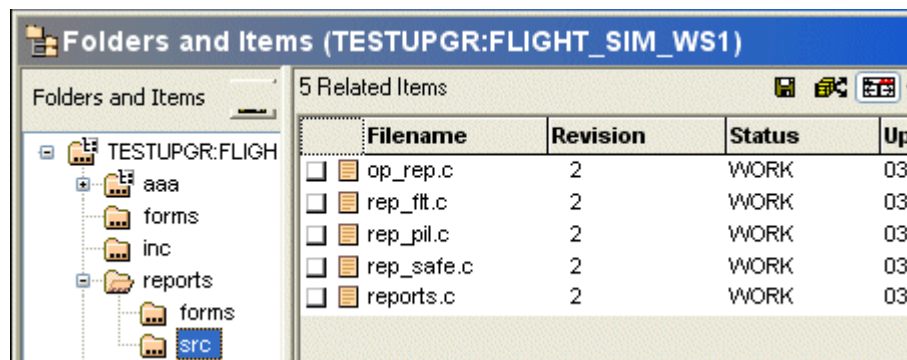 Folders and Items (TESTUPGR:FLIGHT_SIM_WS1)
Folders and Items
5 Related Items
TESTUPGR:FLIGH
aaa
forms
inc
reports
forms
src
Filename Revision Status Up
op_rep.c 2 WORK 03
rep_flt.c 2 WORK 03
rep_pil.c 2 WORK 03
rep_safe.c 2 WORK 03
reports.c 2 WORK 03